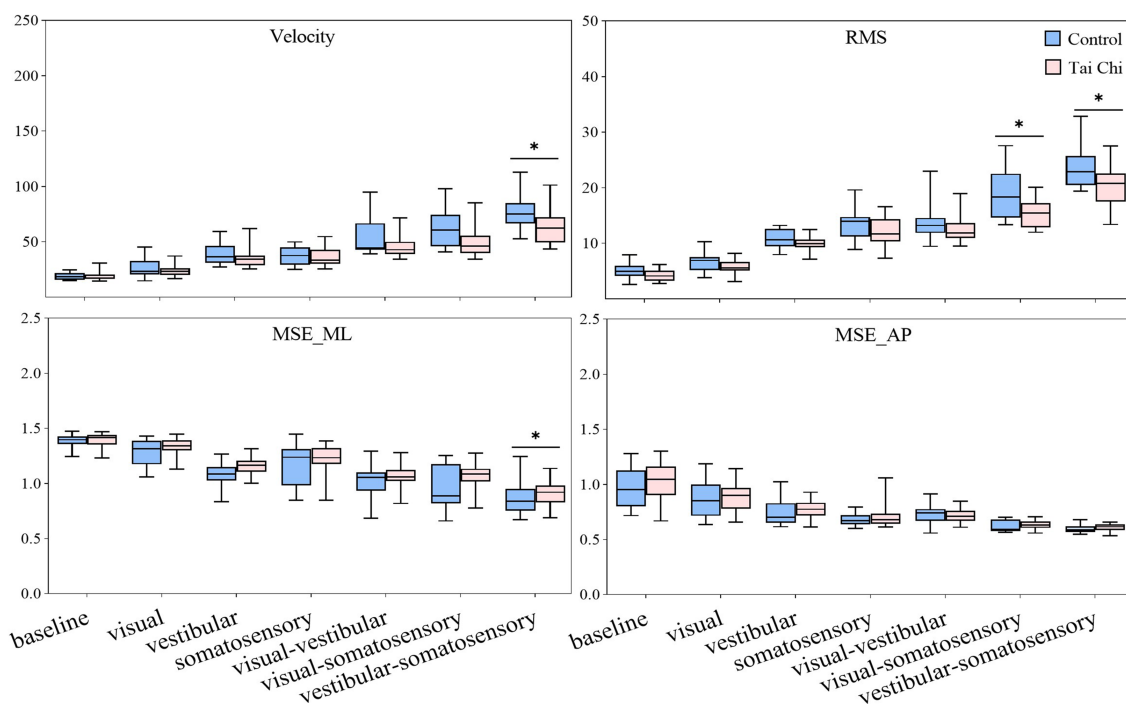 Velocity
250
200
150
100
50
RMS
50
40
30
20
10
Control
Tai Chi
*
*
*
MSE_ML
2.5
2.0
1.5
1.0
0.5
0.0
*
MSE_AP
2.5
2.0
1.5
1.0
0.5
0.0
baseline
visual
vestibular
somatosensory
visual-vestibular
visual-somatosensory
vestibular-somatosensory
baseline
visual
vestibular
somatosensory
visual-vestibular
visual-somatosensory
vestibular-somatosensory